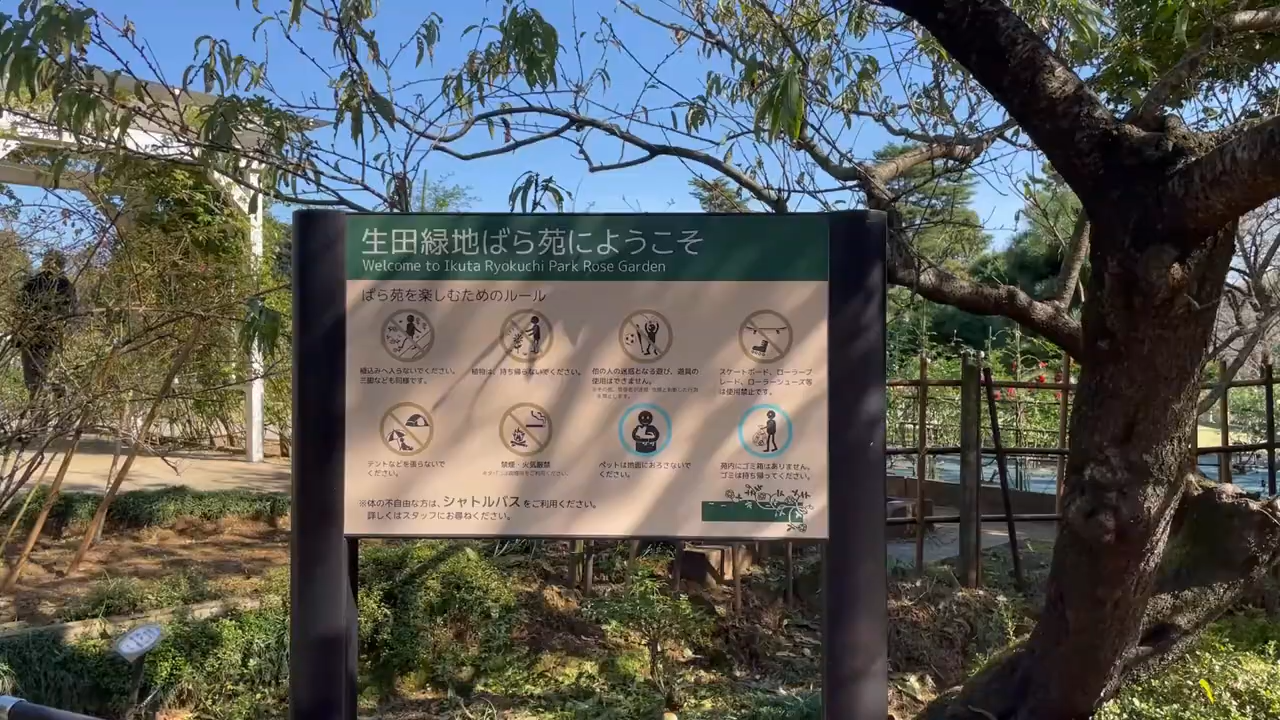 生田緑地ばら苑にようこそ
Welcome to Ikuta Ryokuchi Park Rose Garden
ばら苑を楽しむためのルール
植込みへ入らないでください。
三脚なども同様です。
植物は、持ち帰らないでください。
他の人の迷惑となる遊び、道具の
使用はできません。
スケートボード、ローラーブ
レード、ローラーシューズ等
は使用禁止です。
テントなどを張らないで
ください。
禁煙・火気厳禁
ペットは地面におろさないで
ください。
苑内にゴミ箱はありません。
ゴミは持ち帰ってください。
※体の不自由な方は、シャトルバスをご利用ください。
詳しくはスタッフにお尋ねください。